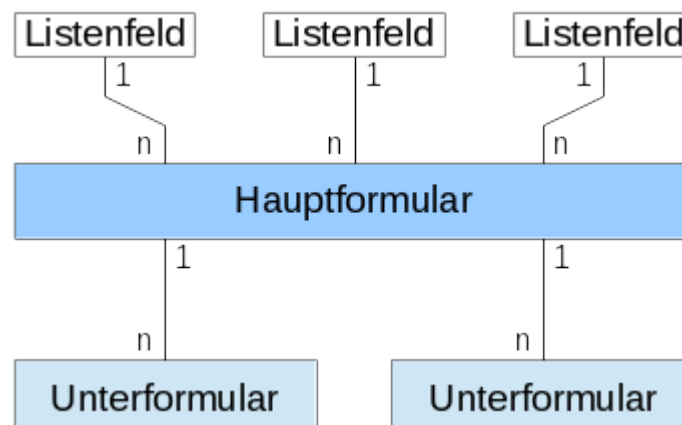 Listenfeld Listenfeld Listenfeld
1 1 1
n n n
Hauptformular
1 1
n n
Unterformular Unterformular